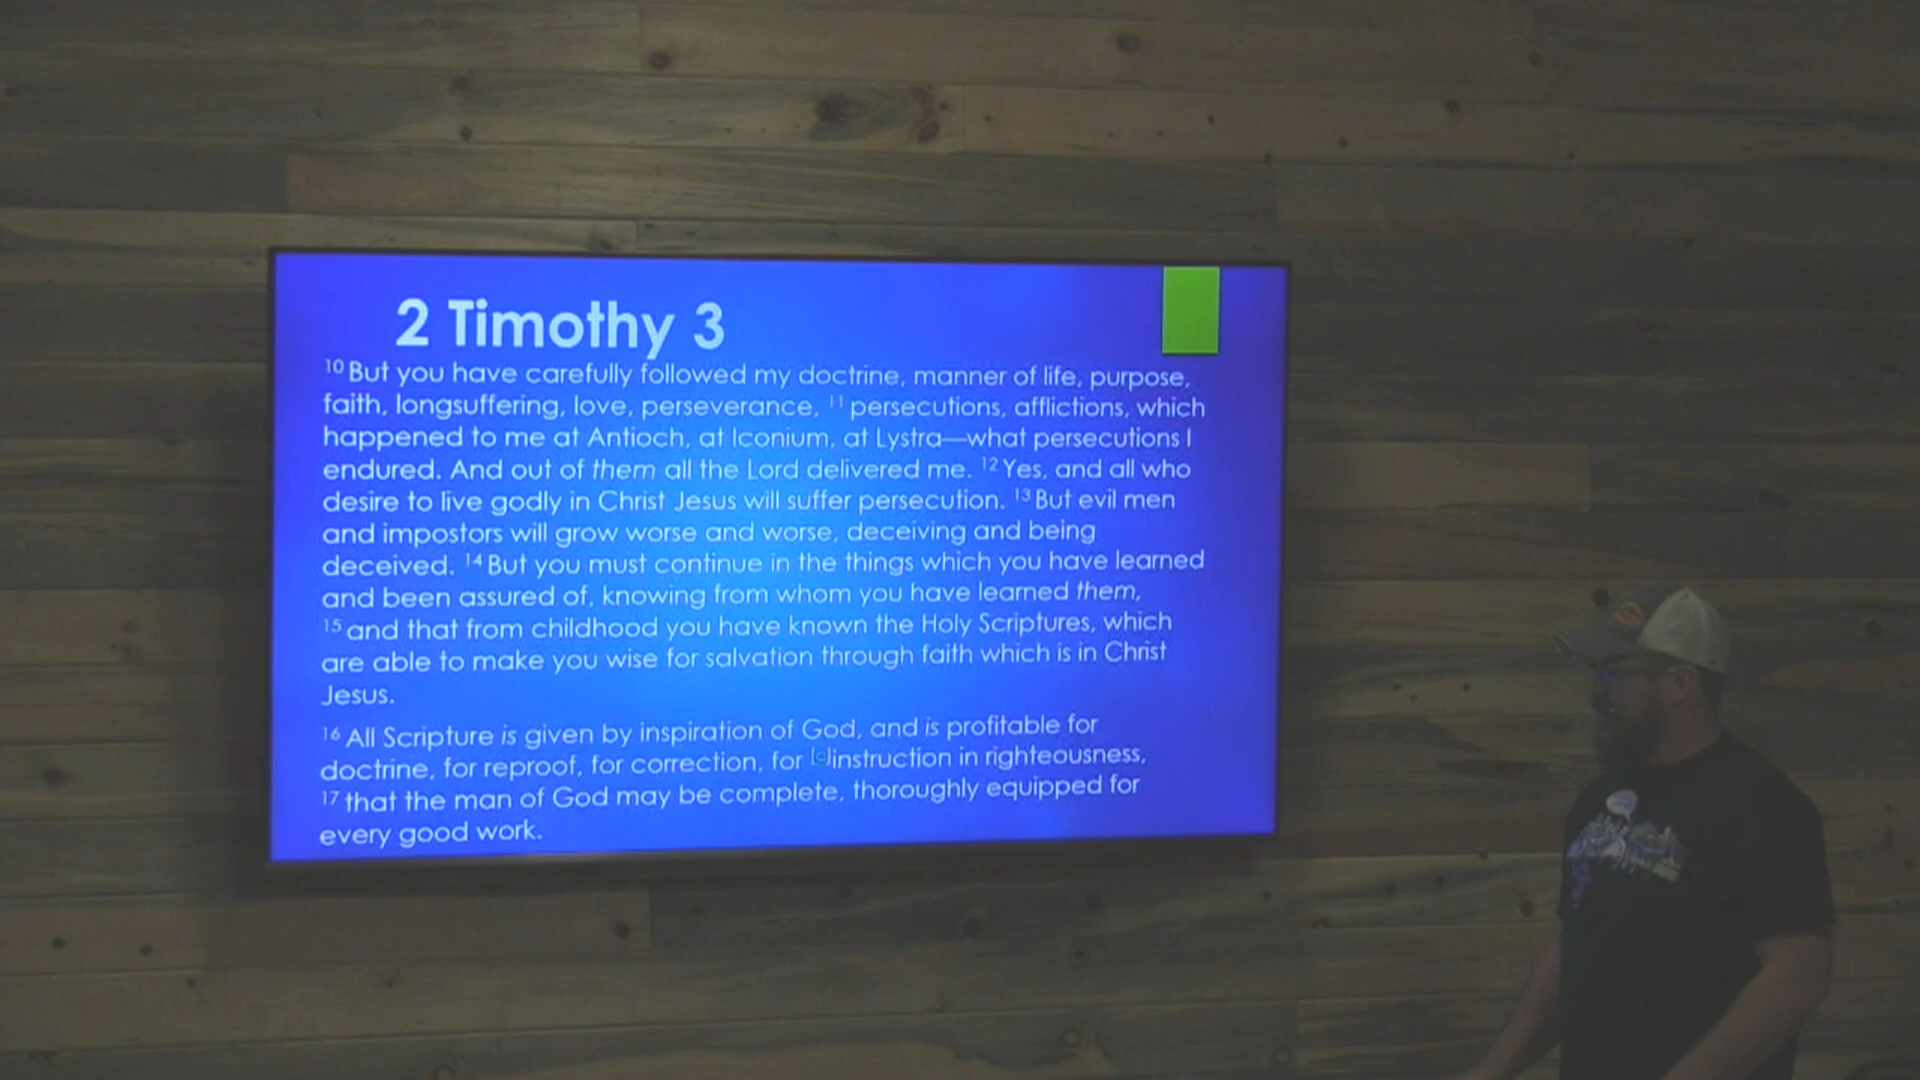 2 Timothy 3
10 But you have carefully followed my doctrine, manner of life, purpose,
faith, longsuffering, love, perseverance, 11 persecutions, afflictions, which
happened to me at Antioch, at Iconium, at Lystra—what persecutions I
endured. And out of them all the Lord delivered me. 12 Yes, and all who
desire to live godly in Christ Jesus will suffer persecution. 13 But evil men
and impostors will grow worse and worse, deceiving and being
deceived. 14 But you must continue in the things which you have learned
and been assured of, knowing from whom you have learned them,
15 and that from childhood you have known the Holy Scriptures, which
are able to make you wise for salvation through faith which is in Christ
Jesus.
16 All Scripture is given by inspiration of God, and is profitable for
doctrine, for reproof, for correction, for [c]instruction in righteousness,
17 that the man of God may be complete, thoroughly equipped for
every good work.